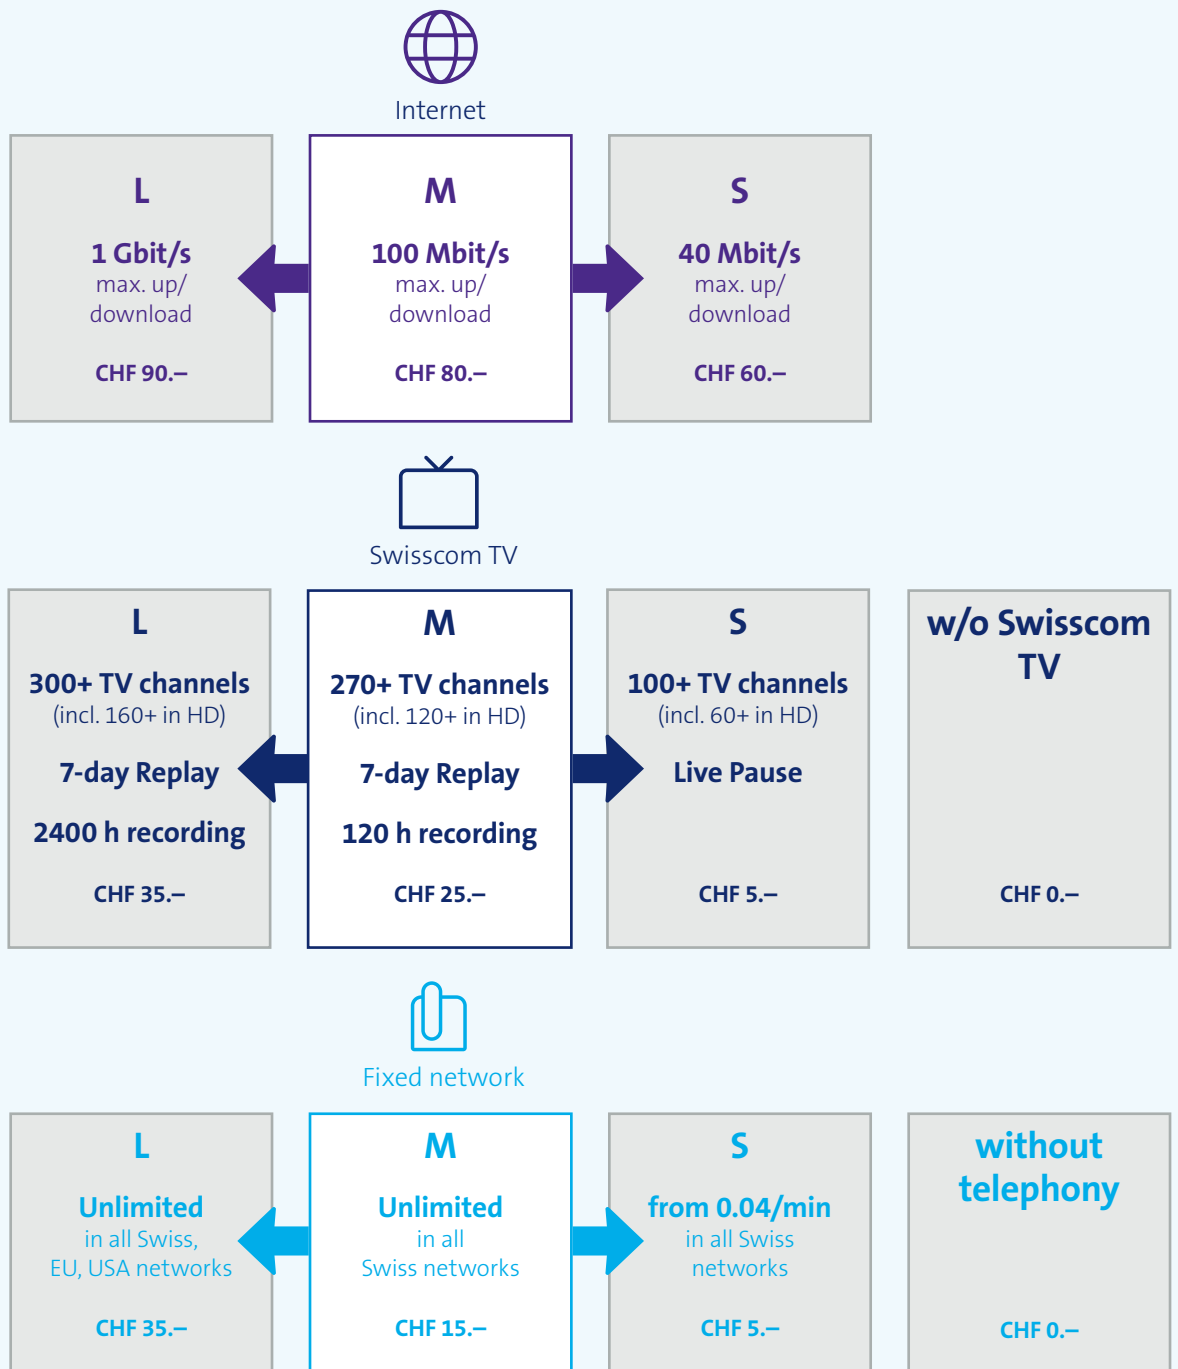 Internet
L
1 Gbit/s
max. up/
download
CHF 90.–
M
100 Mbit/s
max. up/
download
CHF 80.–
S
40 Mbit/s
max. up/
download
CHF 60.–
Swisscom TV
L
300+ TV channels
(incl. 160+ in HD)
7-day Replay
2400 h recording
CHF 35.–
M
270+ TV channels
(incl. 120+ in HD)
7-day Replay
120 h recording
CHF 25.–
S
100+ TV channels
(incl. 60+ in HD)
Live Pause
CHF 5.–
w/o Swisscom
TV
CHF 0.–
Fixed network
L
Unlimited
in all Swiss,
EU, USA networks
CHF 35.–
M
Unlimited
in all
Swiss networks
CHF 15.–
S
from 0.04/min
in all Swiss
networks
CHF 5.–
without
telephony
CHF 0.–